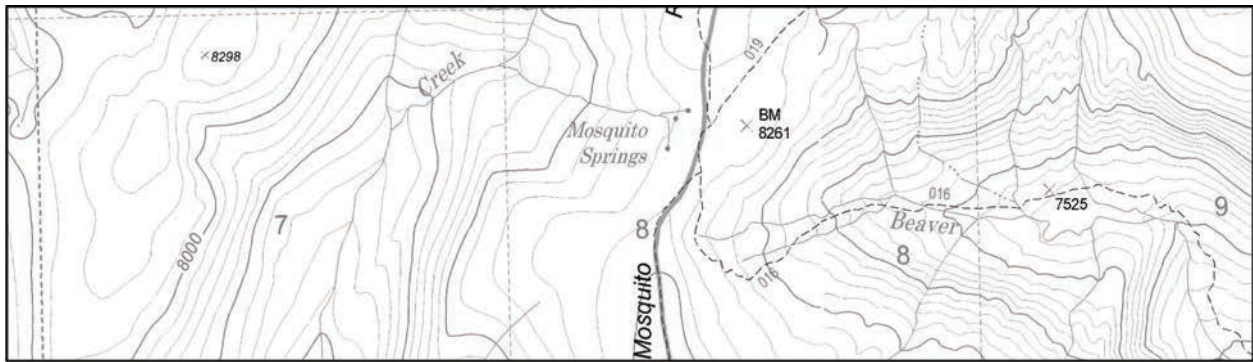 8298
Creek
019
BM
8261
Mosquito
Springs
016
7525
Beaver
9
7
8000
8
8
016
Mosquito